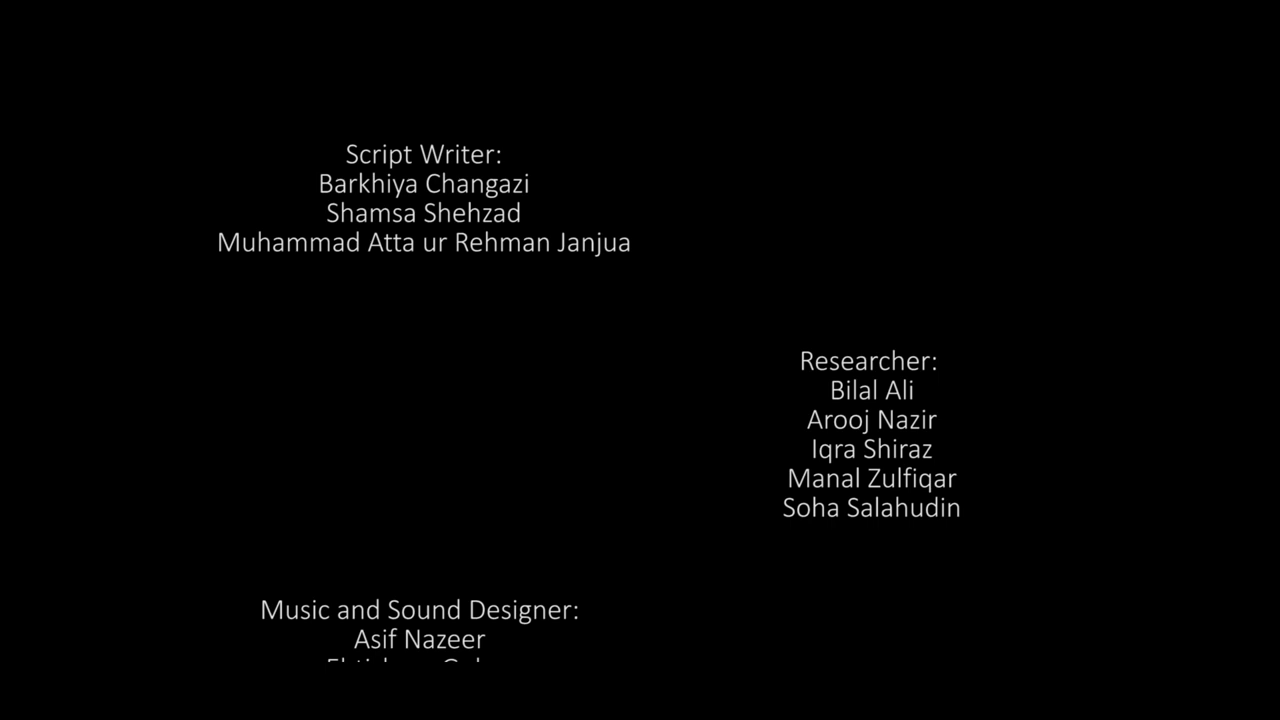 Script Writer:
Barkhiya Changazi
Shamsa Shehzad
Muhammad Atta ur Rehman Janjua
Researcher:
Bilal Ali
Arooj Nazir
Iqra Shiraz
Manal Zulfiqar
Soha Salahudin
Music and Sound Designer:
Asif Nazeer